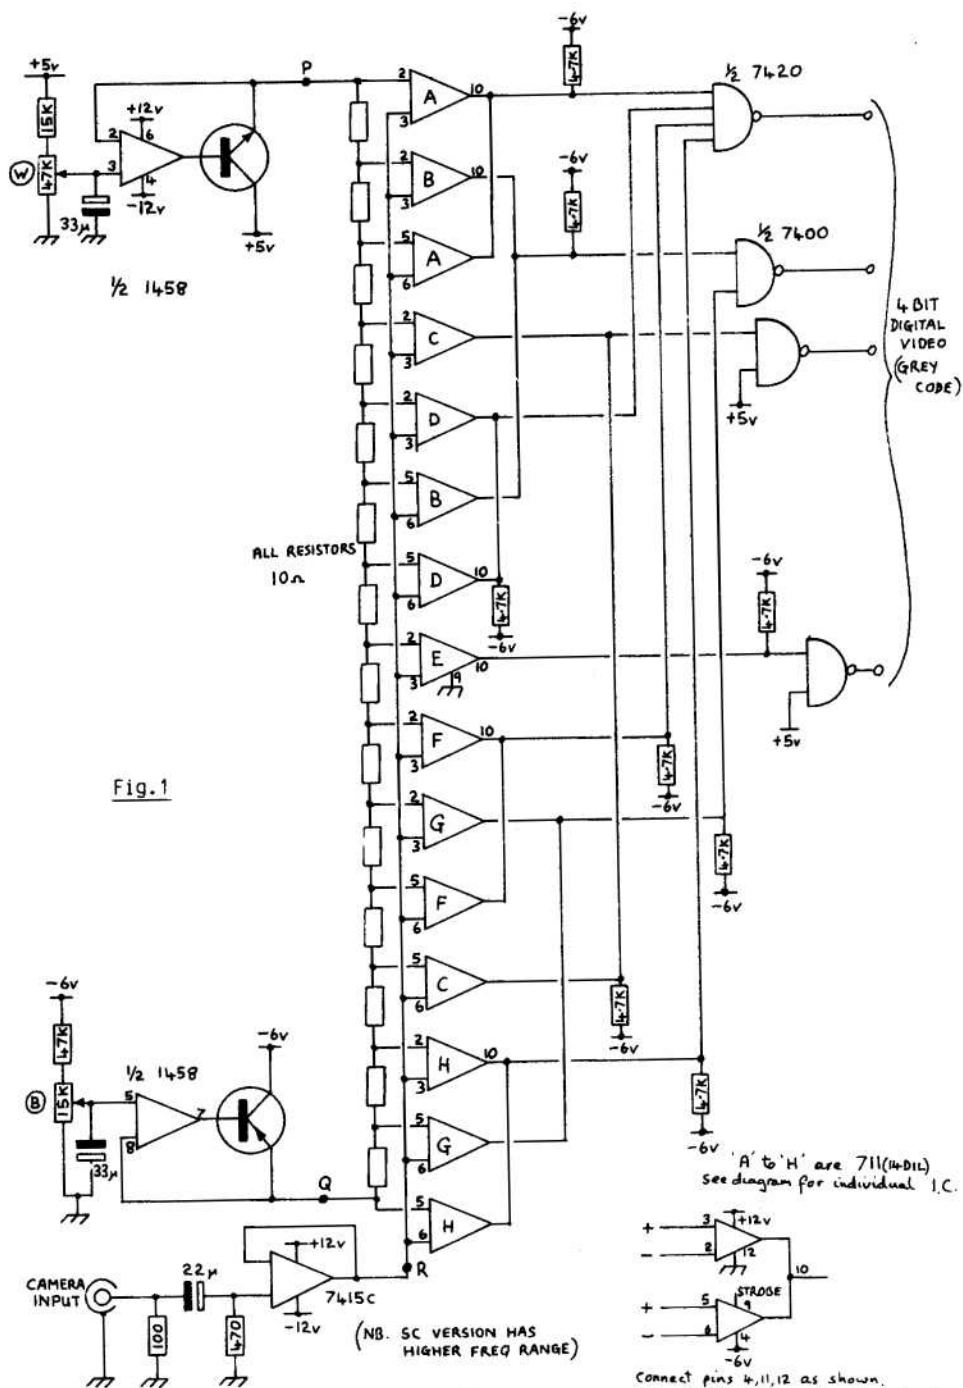 -6v
4.7K
½ 7420
+5v
P
2
10
A
3
15K
+12v
6
2
3
4
-12v
W
47K
33μ
+5v
½ 1458
-6v
4.7K
2
10
B
3
½ 7400
5
A
6
4 BIT
DIGITAL
VIDEO
(GREY
CODE)
2
C
3
+5v
2
D
3
5
B
6
ALL RESISTORS
10Ω
5
10
D
6
4.7K
-6v
-6v
4.7K
2
E
3
9
10
+5v
2
10
F
3
4.7K
-6v
Fig.1
2
G
3
4.7K
-6v
5
F
6
5
C
6
4.7K
-6v
-6v
47K
½ 1458
-6v
B
15K
5
7
8
33μ
2
10
H
3
4.7K
-6v
5
G
6
Q
5
H
6
'A' to 'H' are 711(14DIL)
See diagram for individual I.C.
R
CAMERA
INPUT
22μ
+12v
-12v
7415C
100
470
(NB. SC VERSION HAS
HIGHER FREQ RANGE)
+ 3
- 2
+12v
12
10
+ 5
- 6
STROBE
9
4
-6v
Connect pins 4,11,12 as shown.